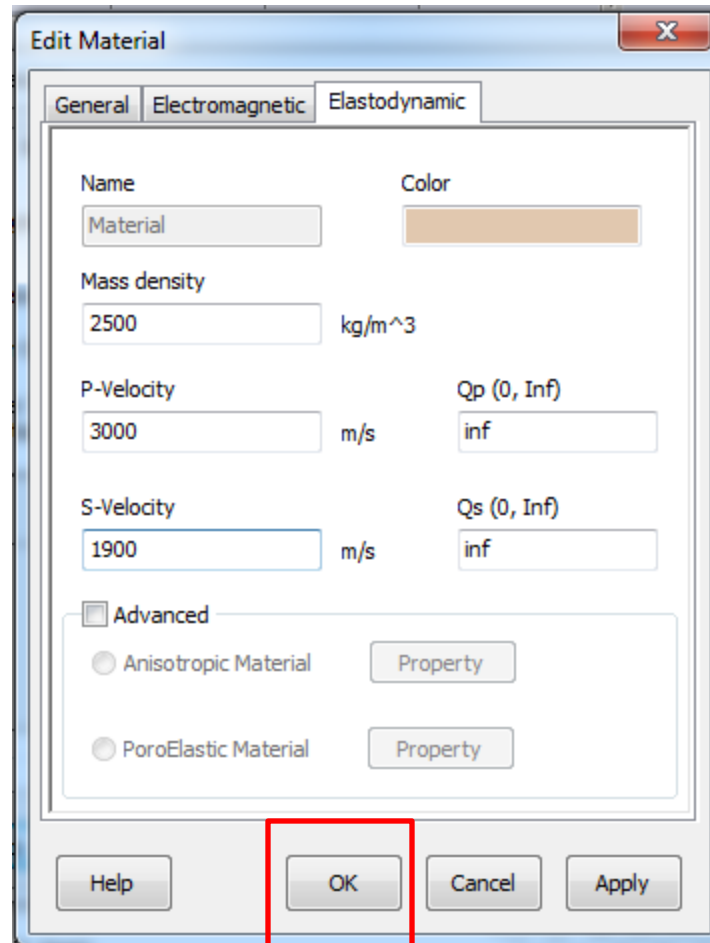 Edit Material
General Electromagnetic Elastodynamic
Name Color
Material
Mass density
2500 kg/m^3
P-Velocity Qp (0, Inf)
3000 m/s inf
S-Velocity Qs (0, Inf)
1900 m/s inf
Advanced
Anisotropic Material Property
PoroElastic Material Property
Help OK Cancel Apply